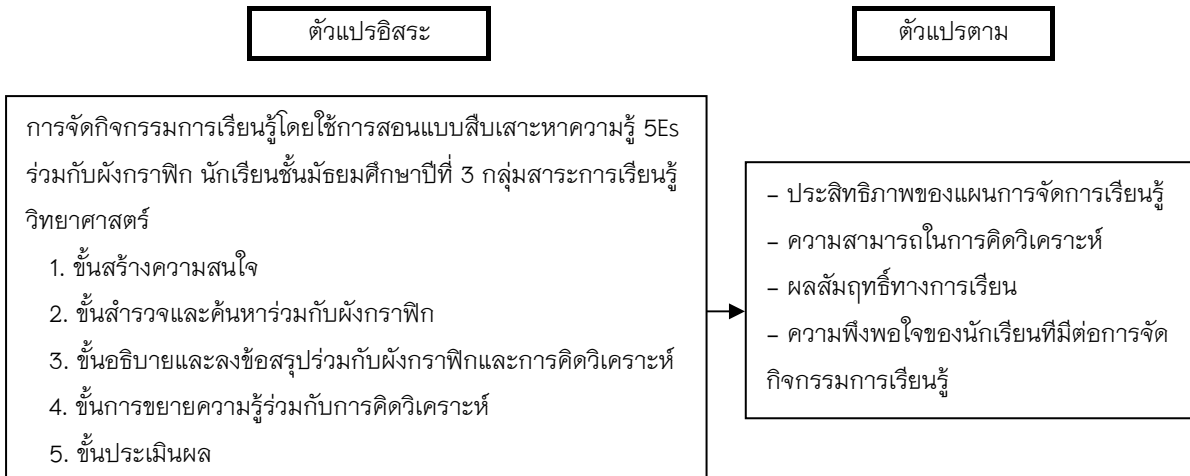 ตัวแปรอิสระ
ตัวแปรตาม
การจัดกิจกรรมการเรียนรู้โดยใช้การสอนแบบสืบเสาะหาความรู้ 5Es
ร่วมกับผังกราฟิก นักเรียนชั้นมัธยมศึกษาปีที่ 3 กลุ่มสาระการเรียนรู้
วิทยาศาสตร์
1. ขั้นสร้างความสนใจ
2. ขั้นสำรวจและค้นหาร่วมกับผังกราฟิก
3. ขั้นอธิบายและลงข้อสรุปร่วมกับผังกราฟิกและการคิดวิเคราะห์
4. ขั้นการขยายความรู้ร่วมกับการคิดวิเคราะห์
5. ขั้นประเมินผล
– ประสิทธิภาพของแผนการจัดการเรียนรู้
– ความสามารถในการคิดวิเคราะห์
– ผลสัมฤทธิ์ทางการเรียน
– ความพึงพอใจของนักเรียนที่มีต่อการจัด
กิจกรรมการเรียนรู้